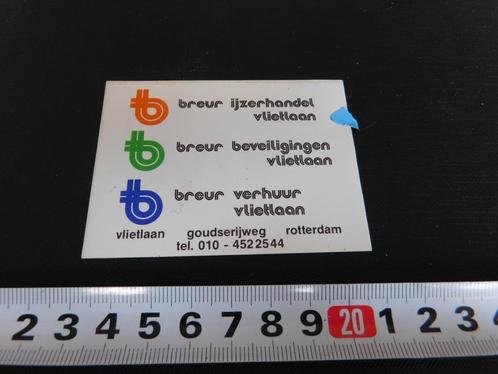 breur ijzerhandel
vlietlaan
breur beveiligingen
vlietlaan
breur verhuur
vlietlaan
vlietlaan goudserijweg rotterdam
tel. 010 - 4522544
2 3 4 5 6 7 8 9 20 1 2 3 4